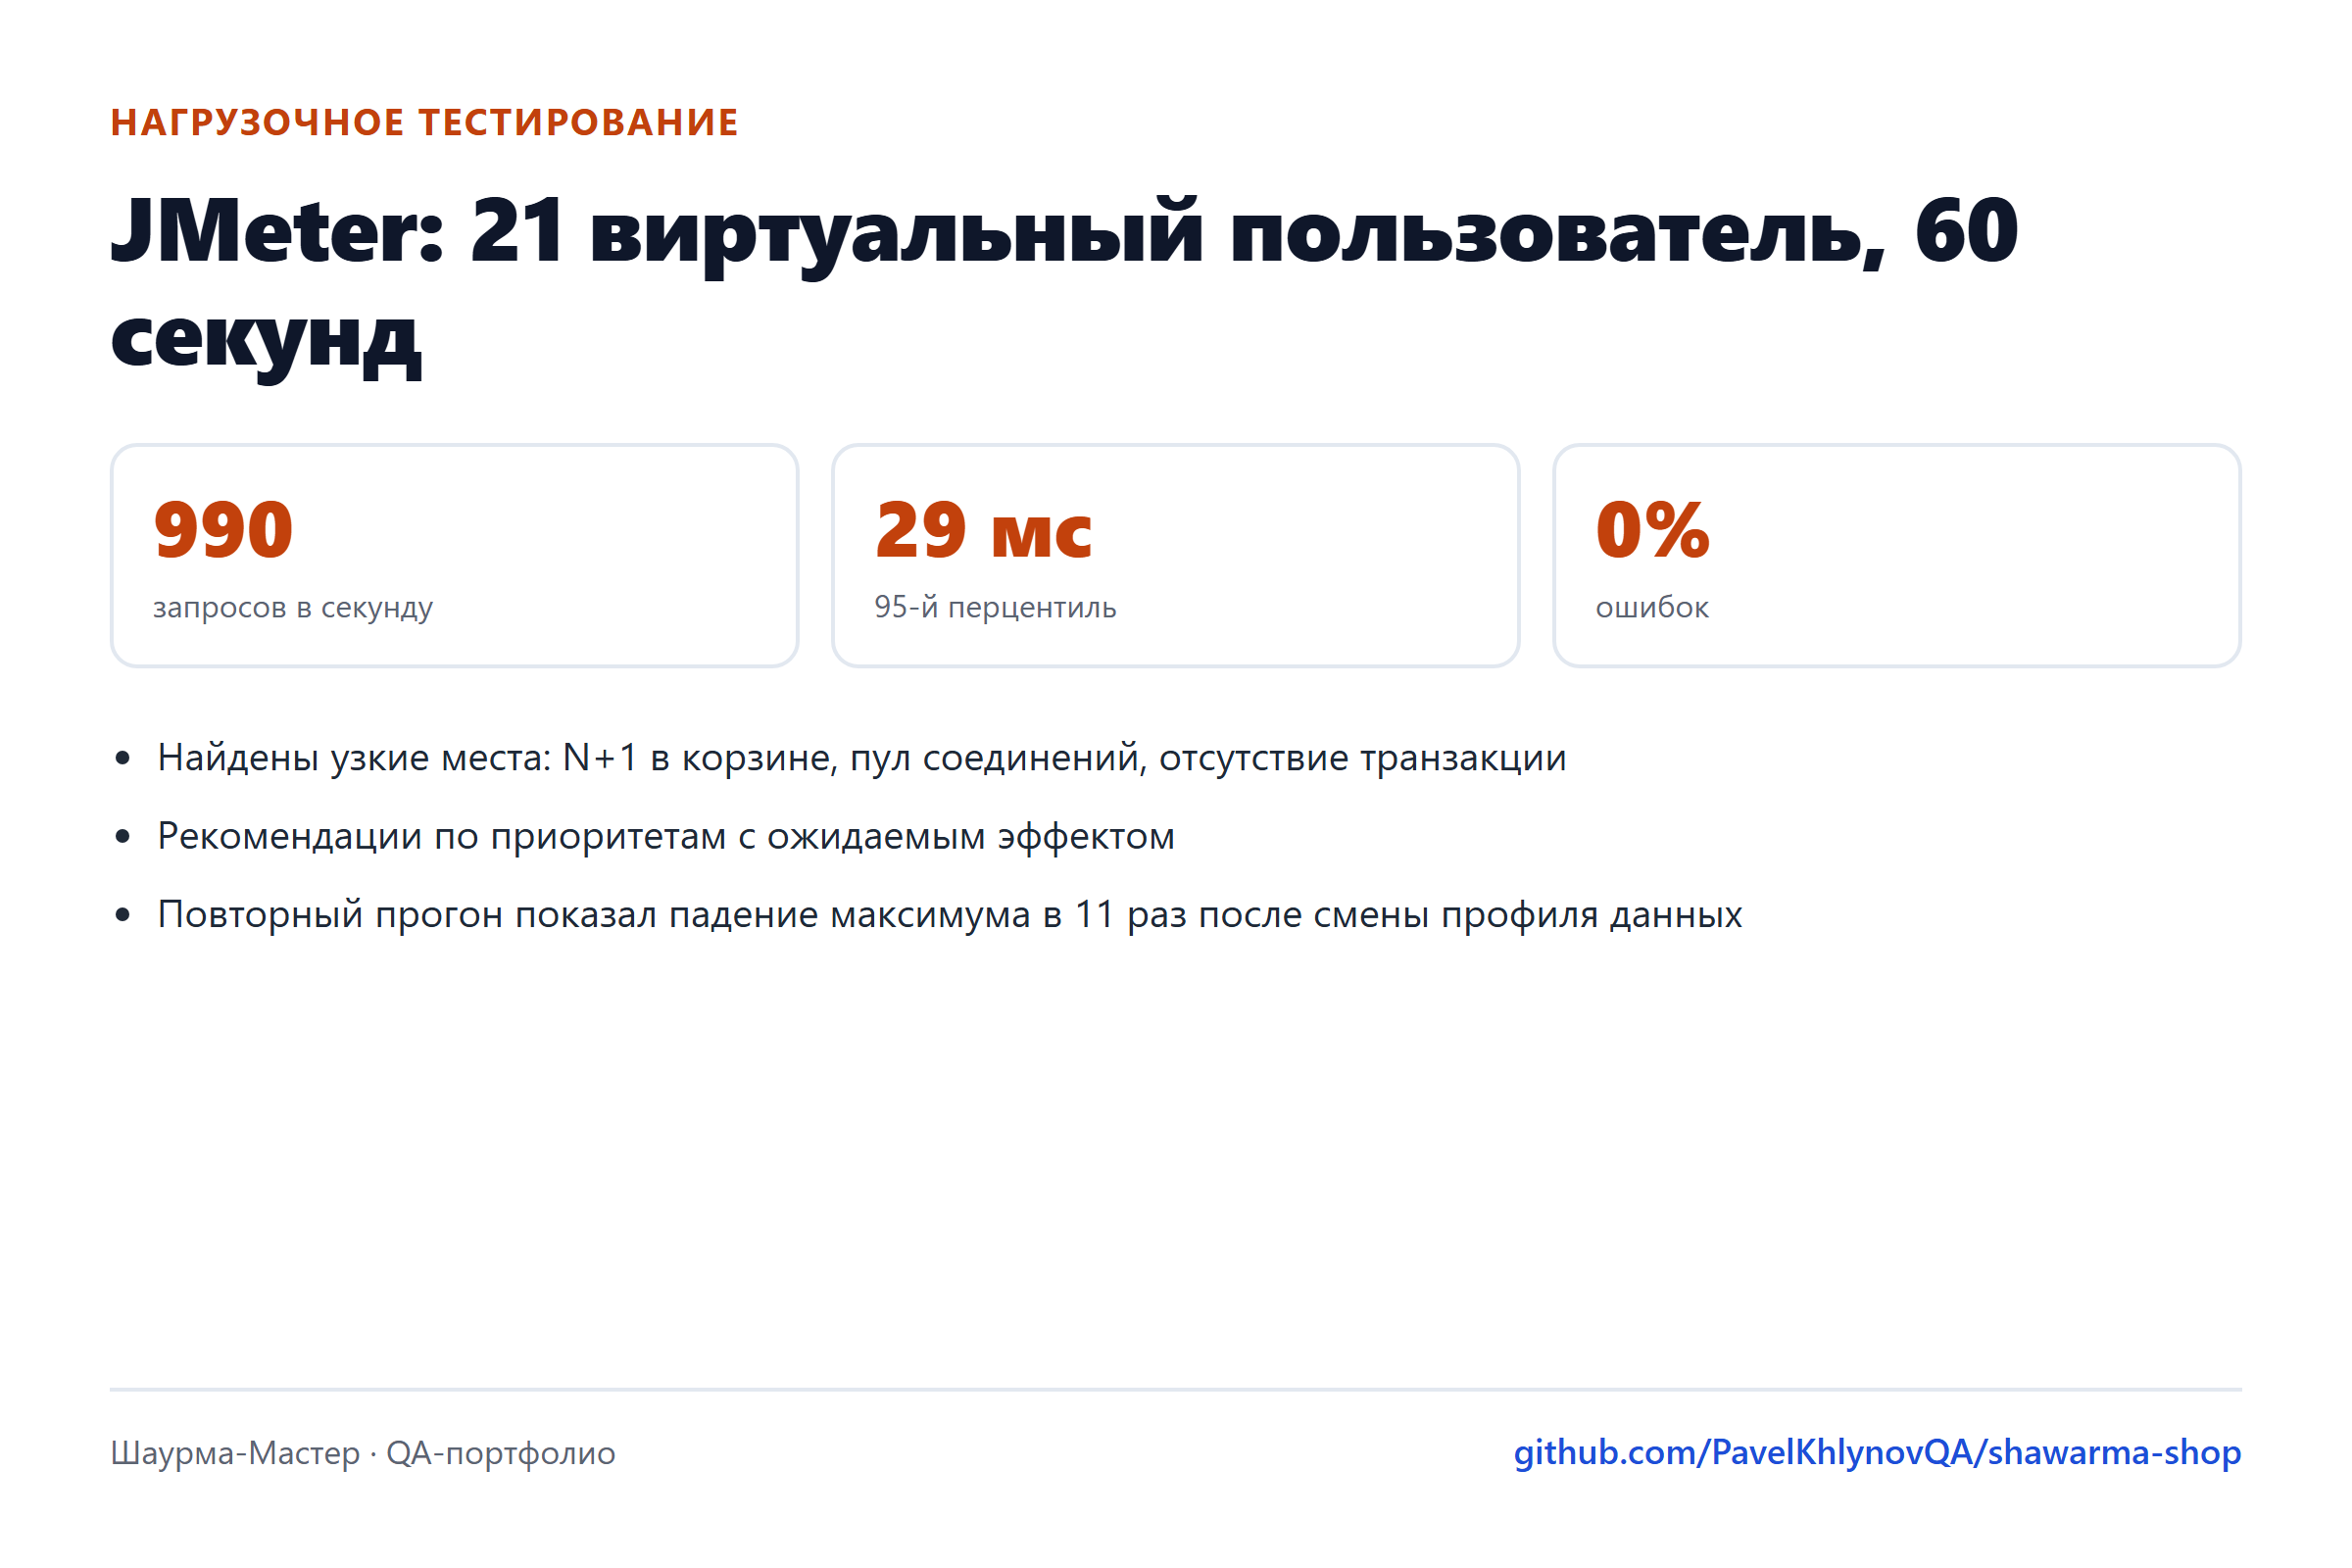 НАГРУЗОЧНОЕ ТЕСТИРОВАНИЕ
JMeter: 21 виртуальный пользователь, 60
секунд
990
запросов в секунду
29 мс
95-й перцентиль
0%
ошибок
• Найдены узкие места: N+1 в корзине, пул соединений, отсутствие транзакции
• Рекомендации по приоритетам с ожидаемым эффектом
• Повторный прогон показал падение максимума в 11 раз после смены профиля данных
Шаурма-Мастер · QA-портфолио
github.com/PavelKhlynovQA/shawarma-shop